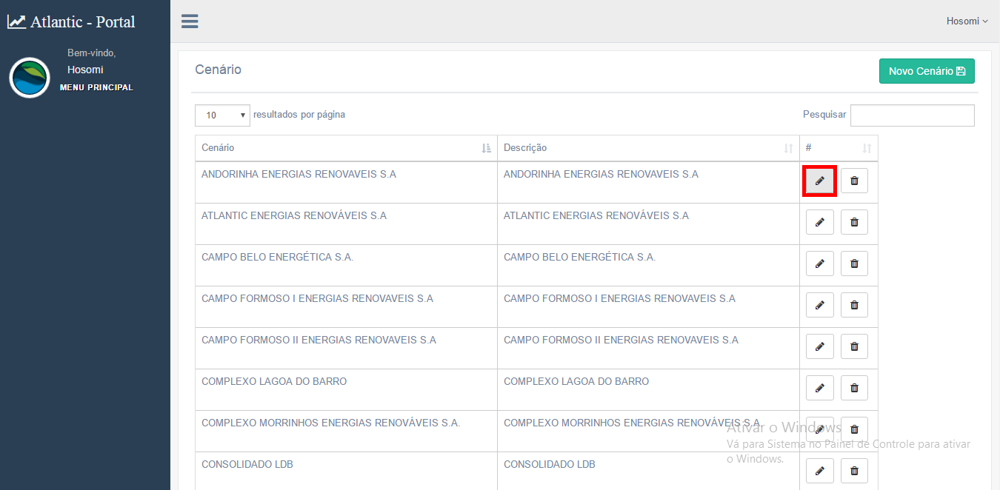 Atlantic - Portal
Hosomi
Bem-vindo,
Hosomi
MENU PRINCIPAL
Cenário
Novo Cenário
10 resultados por página
Pesquisar
Cenário Descrição #
ANDORINHA ENERGIAS RENOVAVEIS S.A ANDORINHA ENERGIAS RENOVAVEIS S.A
ATLANTIC ENERGIAS RENOVÁVEIS S.A ATLANTIC ENERGIAS RENOVÁVEIS S.A
CAMPO BELO ENERGÉTICA S.A. CAMPO BELO ENERGÉTICA S.A.
CAMPO FORMOSO I ENERGIAS RENOVAVEIS S.A CAMPO FORMOSO I ENERGIAS RENOVAVEIS S.A
CAMPO FORMOSO II ENERGIAS RENOVAVEIS S.A CAMPO FORMOSO II ENERGIAS RENOVAVEIS S.A
COMPLEXO LAGOA DO BARRO COMPLEXO LAGOA DO BARRO
COMPLEXO MORRINHOS ENERGIAS RENOVÁVEIS S.A. COMPLEXO MORRINHOS ENERGIAS RENOVÁVEIS S.A.
CONSOLIDADO LDB CONSOLIDADO LDB
Ativar o Windows
Vá para Sistema no Painel de Controle para ativar
o Windows.